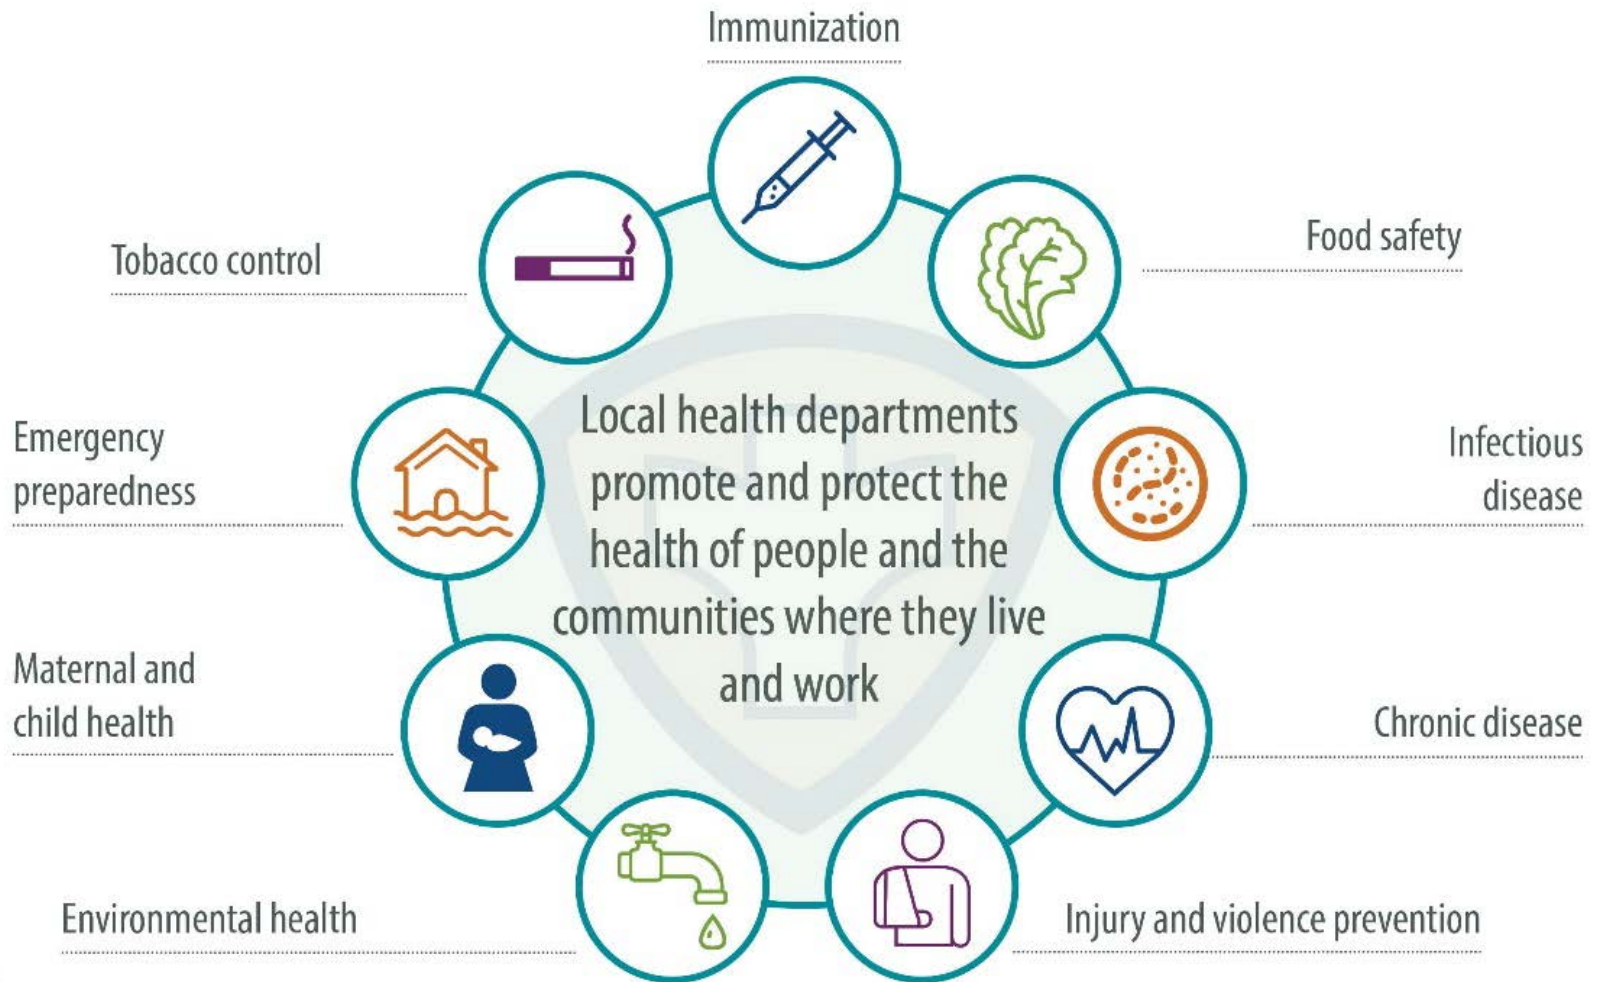 Immunization
Tobacco control
Food safety
Emergency
preparedness
Infectious
disease
Local health departments
promote and protect the
health of people and the
communities where they live
and work
Maternal and
child health
Chronic disease
Environmental health
Injury and violence prevention